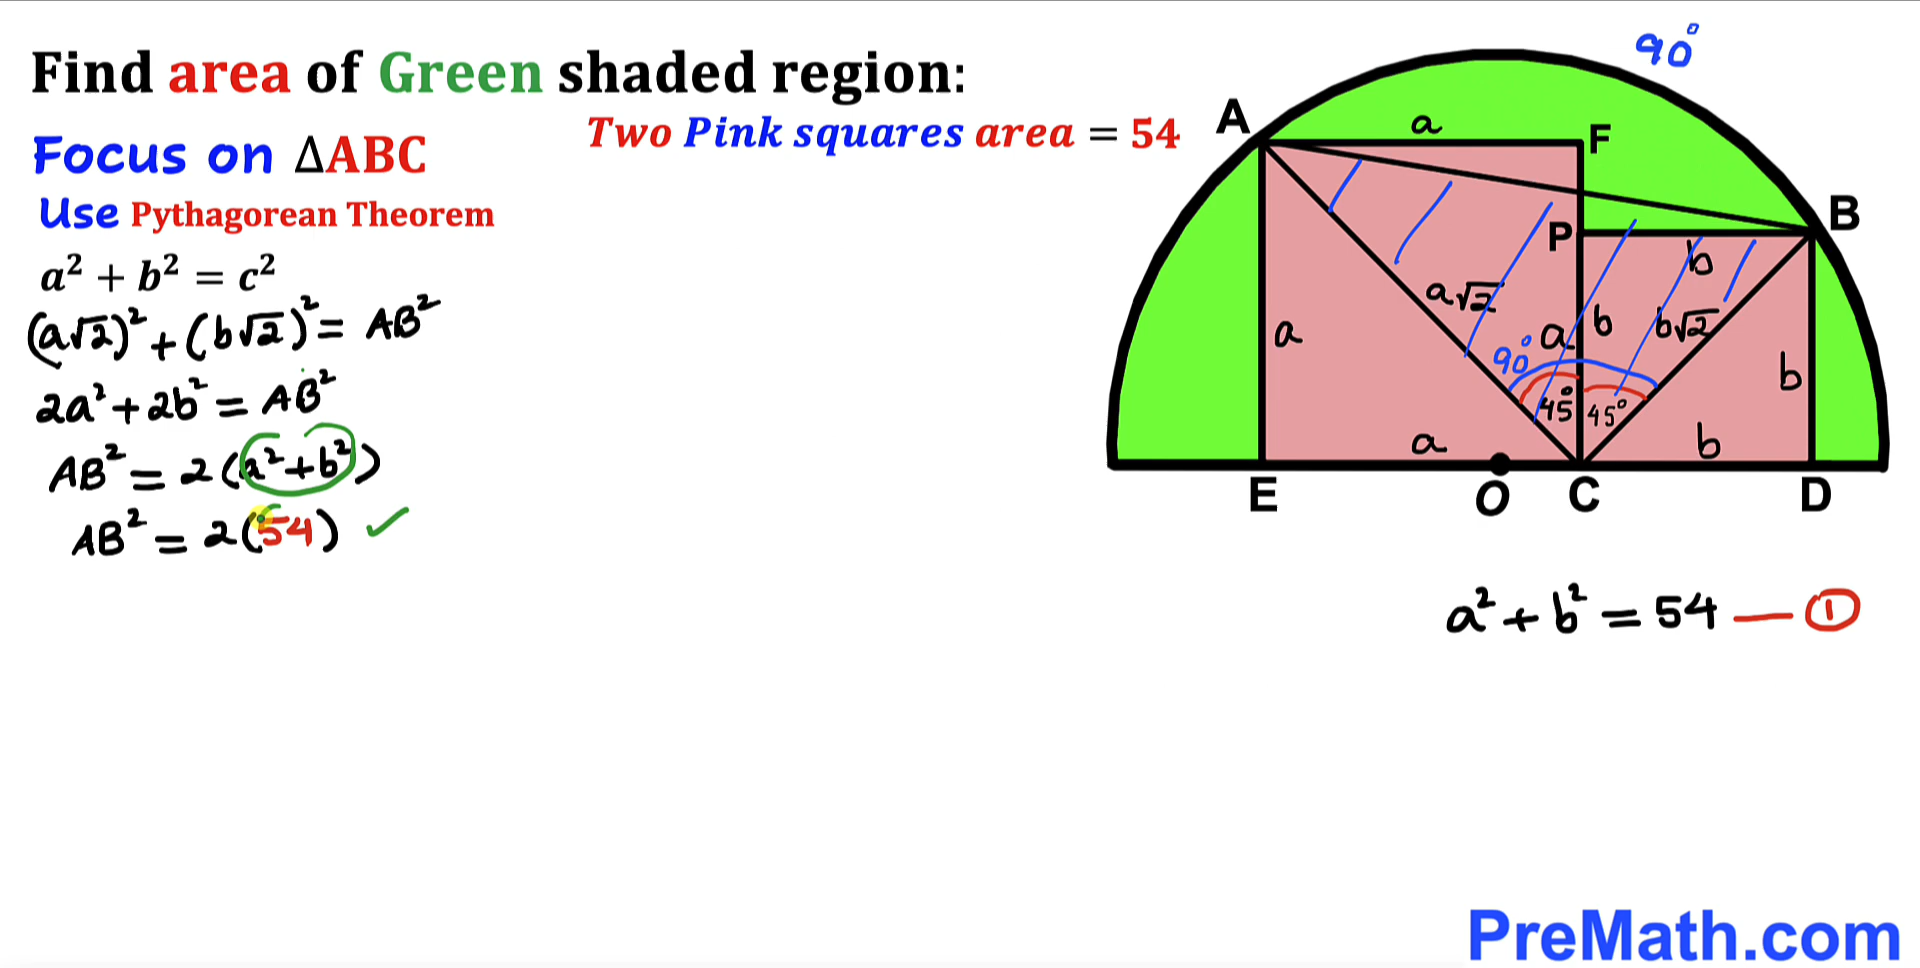 Find area of Green shaded region:
Two Pink squares area = 54
Focus on ΔABC
Use Pythagorean Theorem
a² + b² = c²
(a√2)² + (b√2)² = AB²
2a² + 2b² = AB²
AB² = 2(a² + b²)
AB² = 2(54) ✓
90°
A
a
F
B
P
b
a√2
a
b
b√2
a
90°
b
45°
45°
a
b
E
O
C
D
a² + b² = 54 — ①
PreMath.com